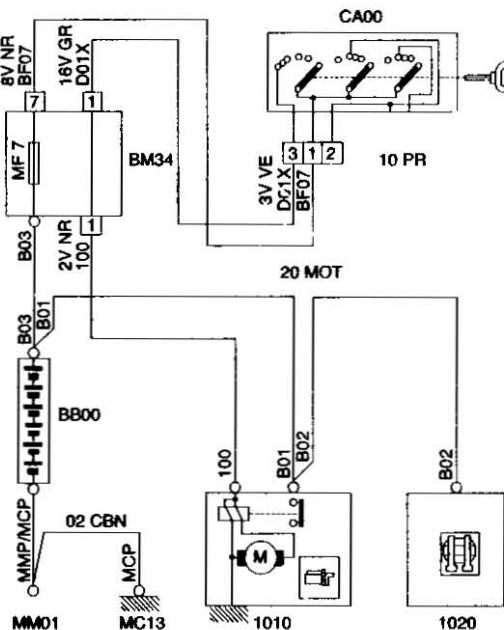 CA00
8V NR
BF07
16V GR
D01X
7
1
MF 7
BM34
3
1
2
10 PR
3V VE
D01X
BF07
1
B03
2V NR
100
20 MOT
B03
B01
BB00
100
B01
B02
B02
MMP/MCP
02 CBN
MCP
M
MM01
MC13
1010
1020